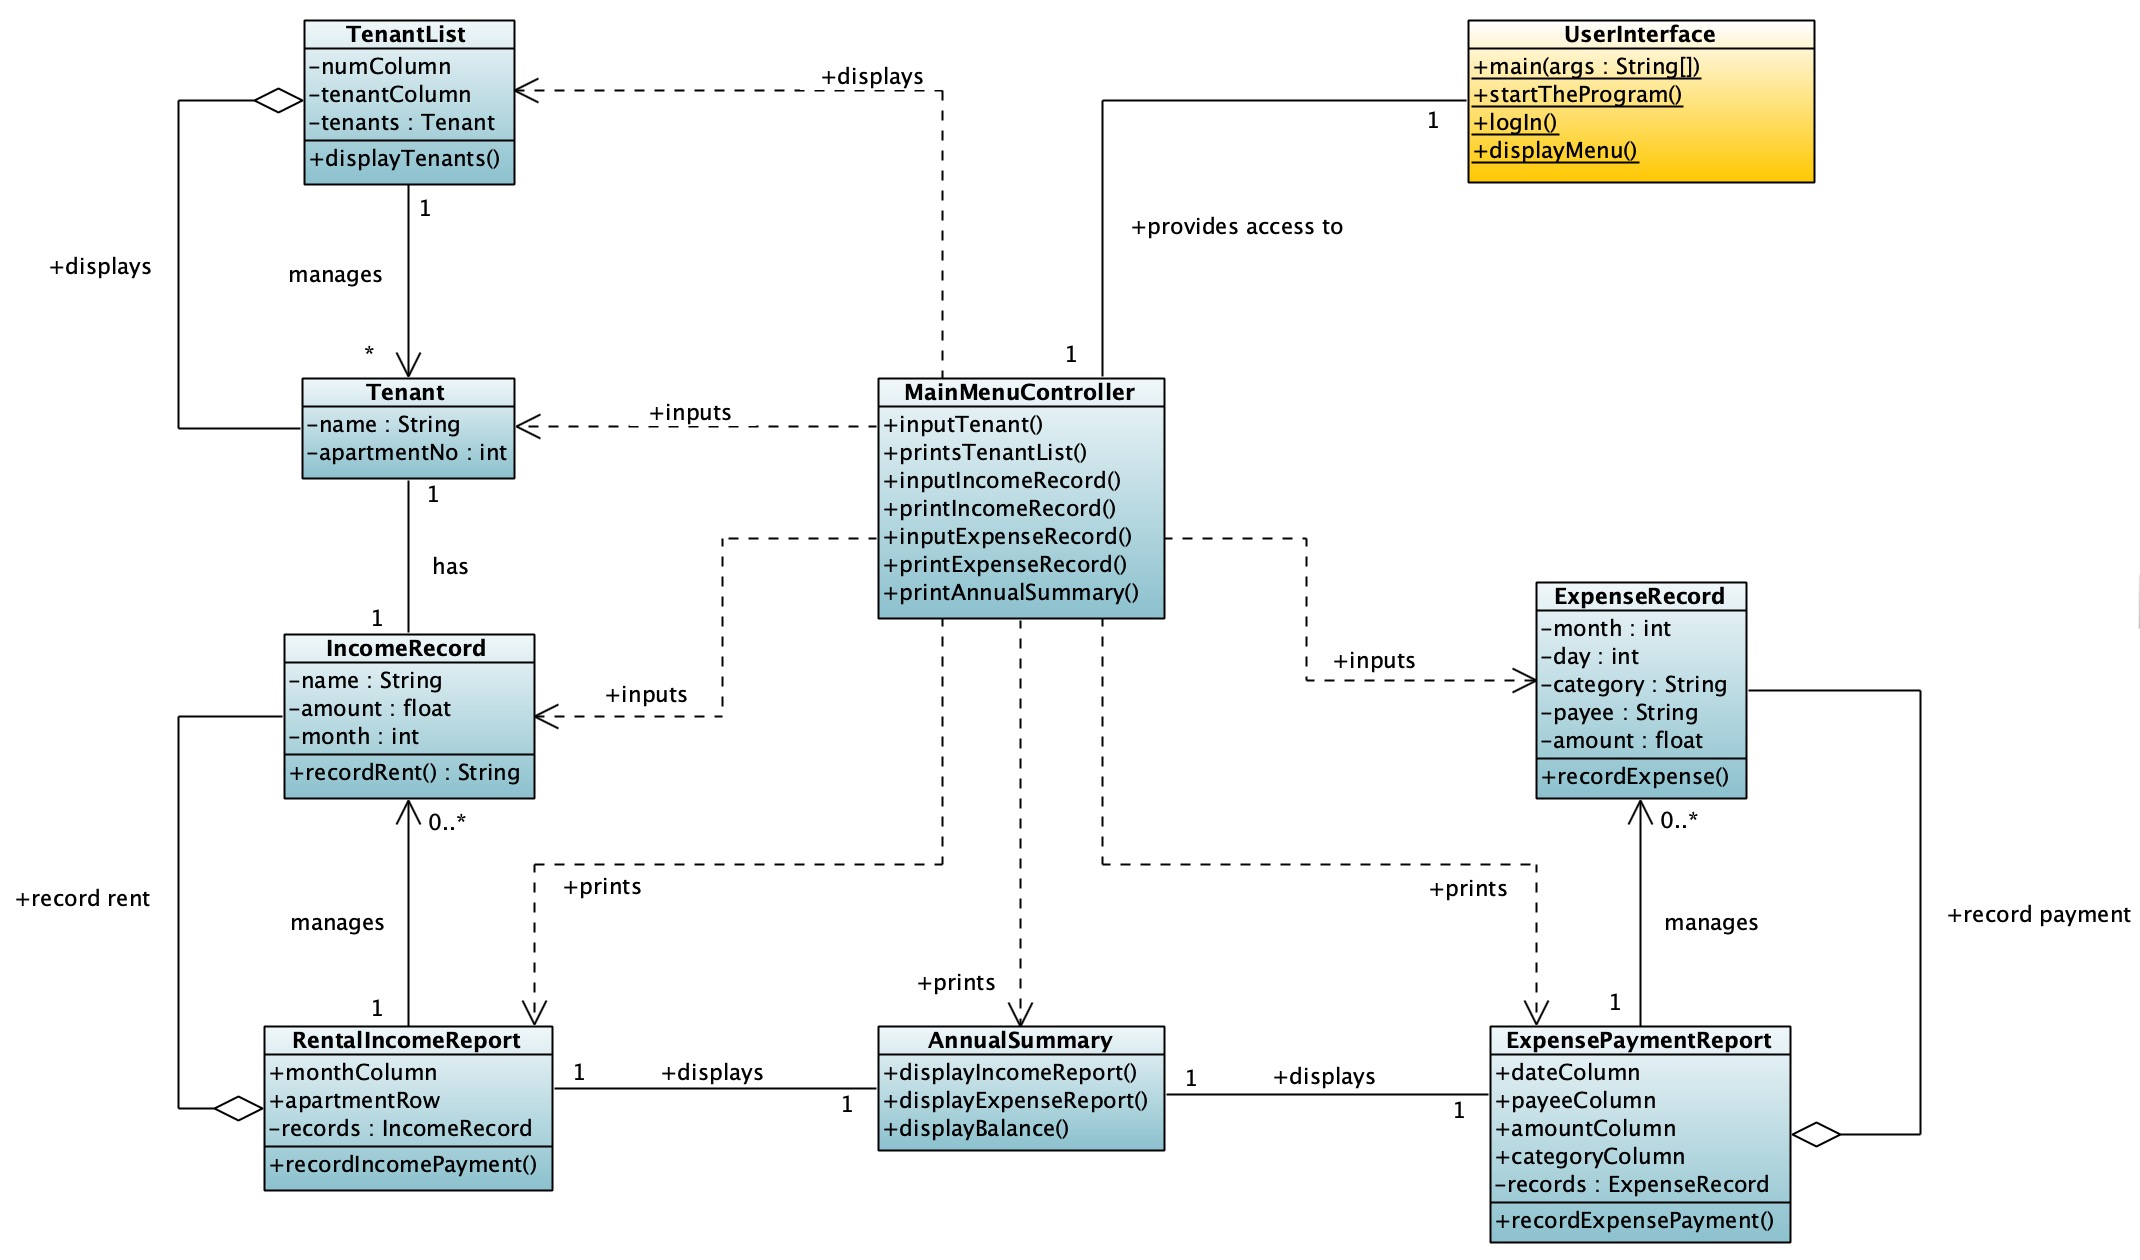 TenantList
-numColumn
-tenantColumn
-tenants : Tenant
+displayTenants()
+displays
UserInterface
+main(args : String[])
+startTheProgram()
+logIn()
+displayMenu()
1
1
+provides access to
+displays
manages
*
1
Tenant
-name : String
-apartmentNo : int
+inputs
MainMenuController
+inputTenant()
+printsTenantList()
+inputIncomeRecord()
+printIncomeRecord()
+inputExpenseRecord()
+printExpenseRecord()
+printAnnualSummary()
1
has
1
IncomeRecord
-name : String
-amount : float
-month : int
+recordRent() : String
+inputs
+inputs
ExpenseRecord
-month : int
-day : int
-category : String
-payee : String
-amount : float
+recordExpense()
0..*
0..*
+record rent
manages
+prints
+prints
+prints
manages
+record payment
1
1
RentalIncomeReport
+monthColumn
+apartmentRow
-records : IncomeRecord
+recordIncomePayment()
1
+displays
1
AnnualSummary
+displayIncomeReport()
+displayExpenseReport()
+displayBalance()
1
+displays
1
ExpensePaymentReport
+dateColumn
+payeeColumn
+amountColumn
+categoryColumn
-records : ExpenseRecord
+recordExpensePayment()